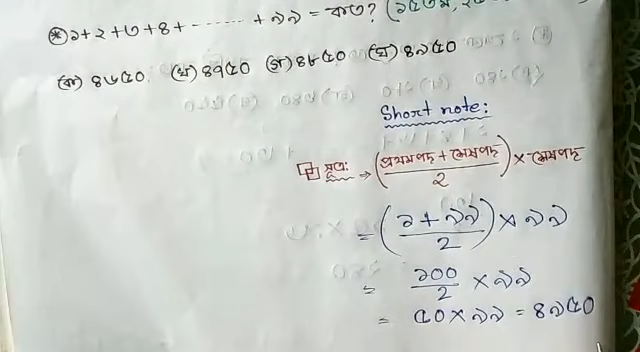 * ১+২+৩+৪+ ------- + ৯৯ = কত?
(ক) ৪৬৫০ (খ) ৪৭৫০ (গ) ৪৮৫০ (ঘ) ৪৯৫০
Short note:
সূত্র: → (প্রথমপদ + শেষপদ / 2) × শেষপদ
= (১ + ৯৯ / 2) × ৯৯
= ১০০ / 2 × ৯৯
= ৫০ × ৯৯ = ৪৯৫০